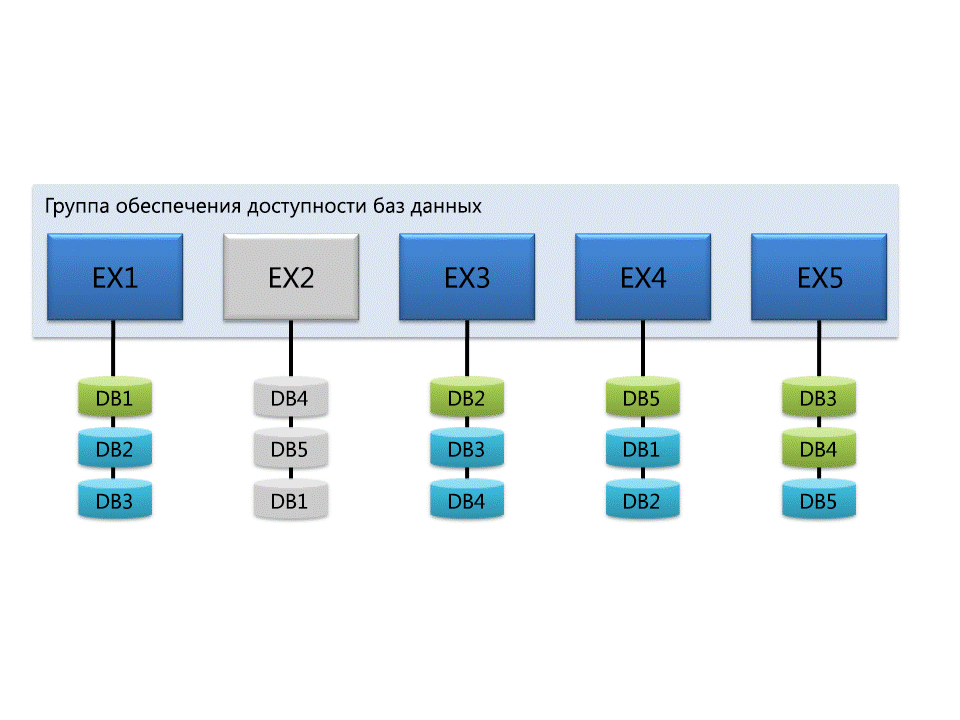 Группа обеспечения доступности баз данных
EX1 EX2 EX3 EX4 EX5
DB1 DB4 DB2 DB5 DB3
DB2 DB5 DB3 DB1 DB4
DB3 DB1 DB4 DB2 DB5